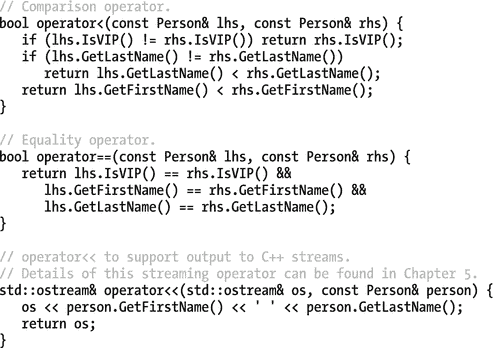 // Comparison operator.
bool operator<(const Person& lhs, const Person& rhs) {
   if (lhs.IsVIP() != rhs.IsVIP()) return rhs.IsVIP();
   if (lhs.GetLastName() != rhs.GetLastName())
      return lhs.GetLastName() < rhs.GetLastName();
   return lhs.GetFirstName() < rhs.GetFirstName();
}

// Equality operator.
bool operator==(const Person& lhs, const Person& rhs) {
   return lhs.IsVIP() == rhs.IsVIP() &&
      lhs.GetFirstName() == rhs.GetFirstName() &&
      lhs.GetLastName() == rhs.GetLastName();
}

// operator<< to support output to C++ streams.
// Details of this streaming operator can be found in Chapter 5.
std::ostream& operator<<(std::ostream& os, const Person& person) {
   os << person.GetFirstName() << ' ' << person.GetLastName();
   return os;
}